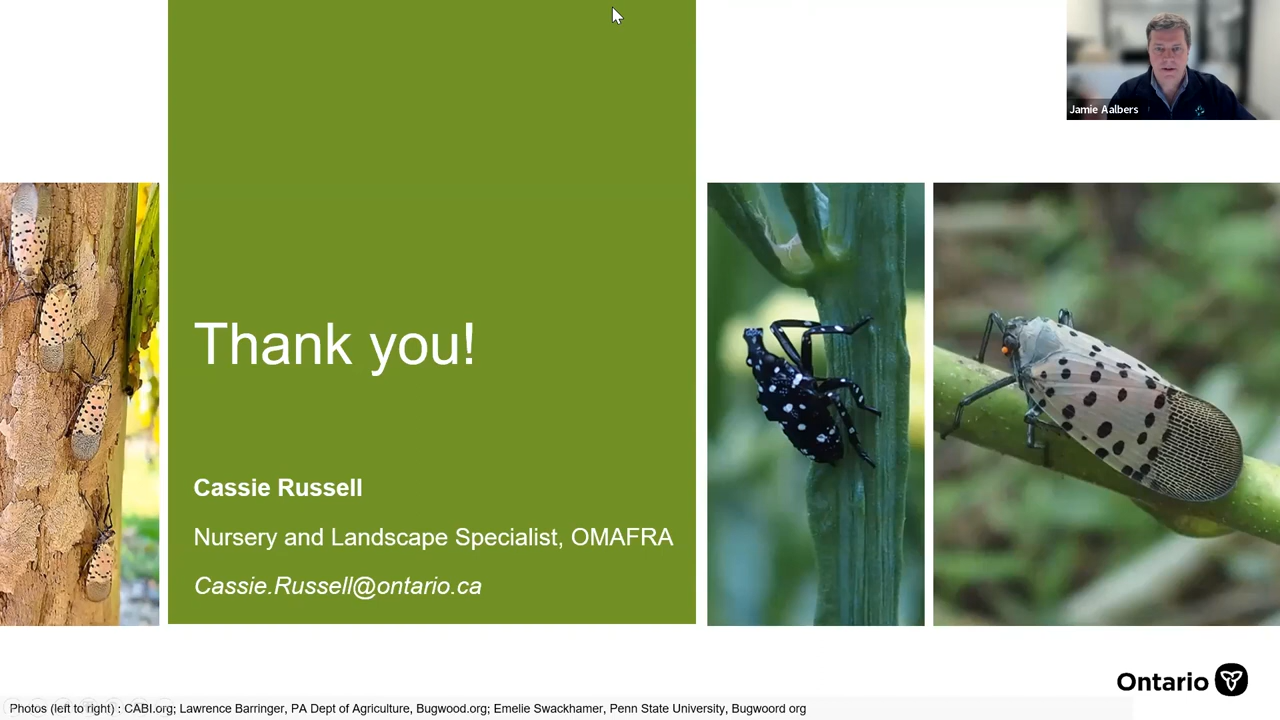 Jamie Aalbers
Thank you!
Cassie Russell
Nursery and Landscape Specialist, OMAFRA
Cassie.Russell@ontario.ca
Ontario
Photos (left to right) : CABI.org; Lawrence Barringer, PA Dept of Agriculture, Bugwood.org; Emelie Swackhamer, Penn State University, Bugwoord org